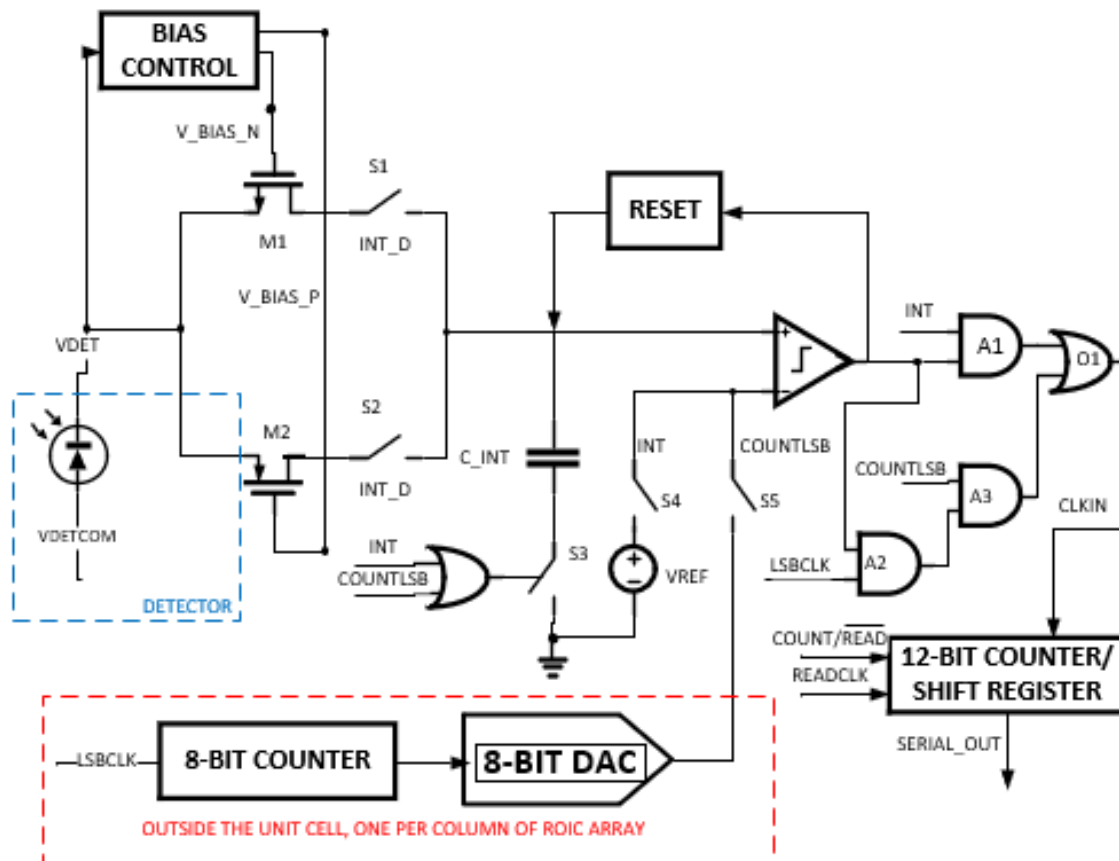 BIAS
CONTROL
V_BIAS_N
S1
INT_D
M1
V_BIAS_P
VDET
M2
S2
INT_D
VDETCOM
DETECTOR
RESET
+
−
C_INT
INT
COUNTLSB
S3
INT
S4
+
−
VREF
COUNTLSB
S5
INT
A1
O1
COUNTLSB
A3
LSBCLK
A2
CLKIN
COUNT/READ
READCLK
12-BIT COUNTER/
SHIFT REGISTER
SERIAL_OUT
LSBCLK
8-BIT COUNTER
8-BIT DAC
OUTSIDE THE UNIT CELL, ONE PER COLUMN OF ROIC ARRAY